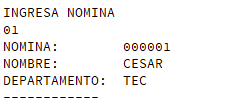 INGRESA NOMINA
01
NOMINA: 000001
NOMBRE: CESAR
DEPARTAMENTO: TEC
------------